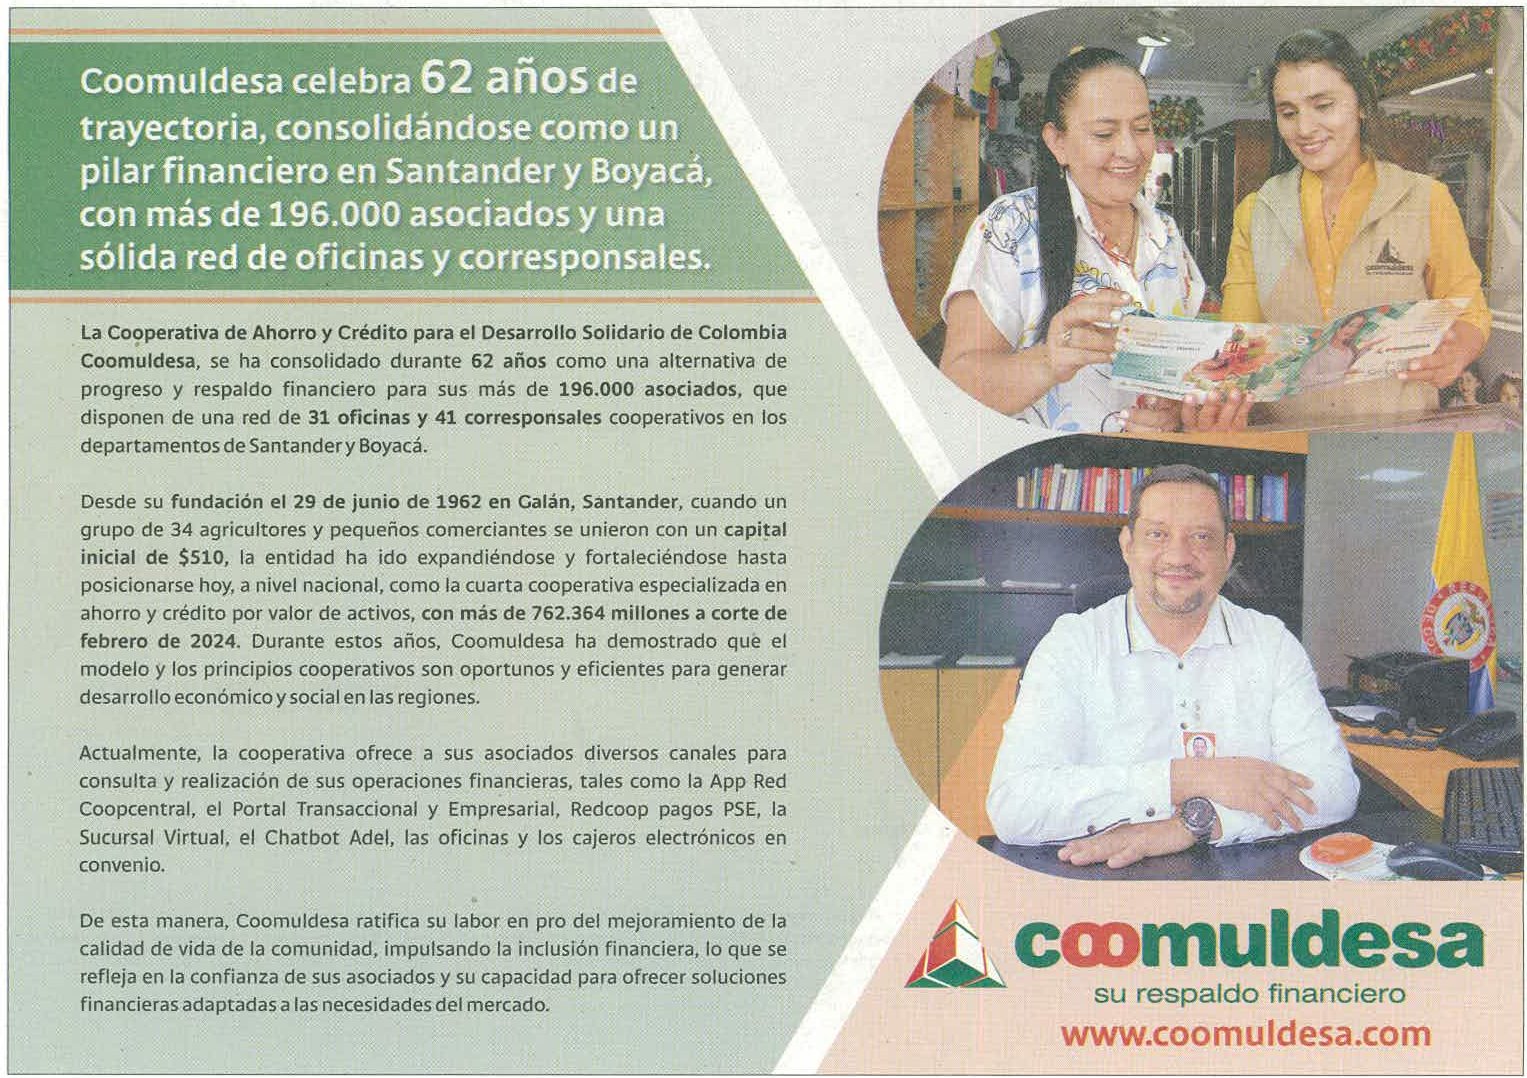 Coomuldesa celebra 62 años de
trayectoria, consolidándose como un
pilar financiero en Santander y Boyacá,
con más de 196.000 asociados y una
sólida red de oficinas y corresponsales.
La Cooperativa de Ahorro y Crédito para el Desarrollo Solidario de Colombia
Coomuldesa, se ha consolidado durante 62 años como una alternativa de
progreso y respaldo financiero para sus más de 196.000 asociados, que
disponen de una red de 31 oficinas y 41 corresponsales cooperativos en los
departamentos de Santander y Boyacá.
Desde su fundación el 29 de junio de 1962 en Galán, Santander, cuando un
grupo de 34 agricultores y pequeños comerciantes se unieron con un capital
inicial de $510, la entidad ha ido expandiéndose y fortaleciéndose hasta
posicionarse hoy, a nivel nacional, como la cuarta cooperativa especializada en
ahorro y crédito por valor de activos, con más de 762.364 millones a corte de
febrero de 2024. Durante estos años, Coomuldesa ha demostrado que el
modelo y los principios cooperativos son oportunos y eficientes para generar
desarrollo económico y social en las regiones.
Actualmente, la cooperativa ofrece a sus asociados diversos canales para
consulta y realización de sus operaciones financieras, tales como la App Red
Coopcentral, el Portal Transaccional y Empresarial, Redcoop pagos PSE, la
Sucursal Virtual, el Chatbot Adel, las oficinas y los cajeros electrónicos en
convenio.
De esta manera, Coomuldesa ratifica su labor en pro del mejoramiento de la
calidad de vida de la comunidad, impulsando la inclusión financiera, lo que se
refleja en la confianza de sus asociados y su capacidad para ofrecer soluciones
financieras adaptadas a las necesidades del mercado.
coomuldesa
coomuldesa
su respaldo financiero
www.coomuldesa.com